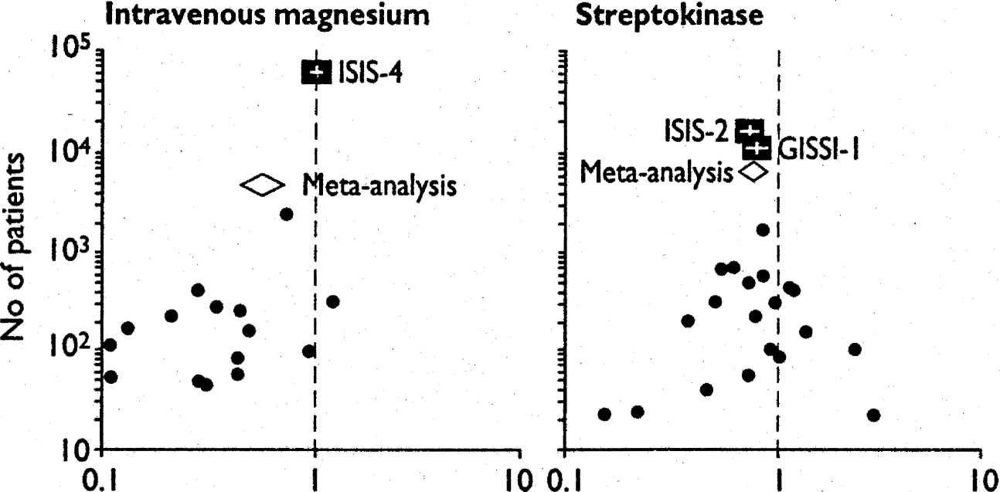 Intravenous magnesium
Streptokinase
No of patients
10⁵
10⁴
10³
10²
10
ISIS-4
Meta-analysis
0.1
1
10
ISIS-2
GISSI-1
Meta-analysis
0.1
1
10